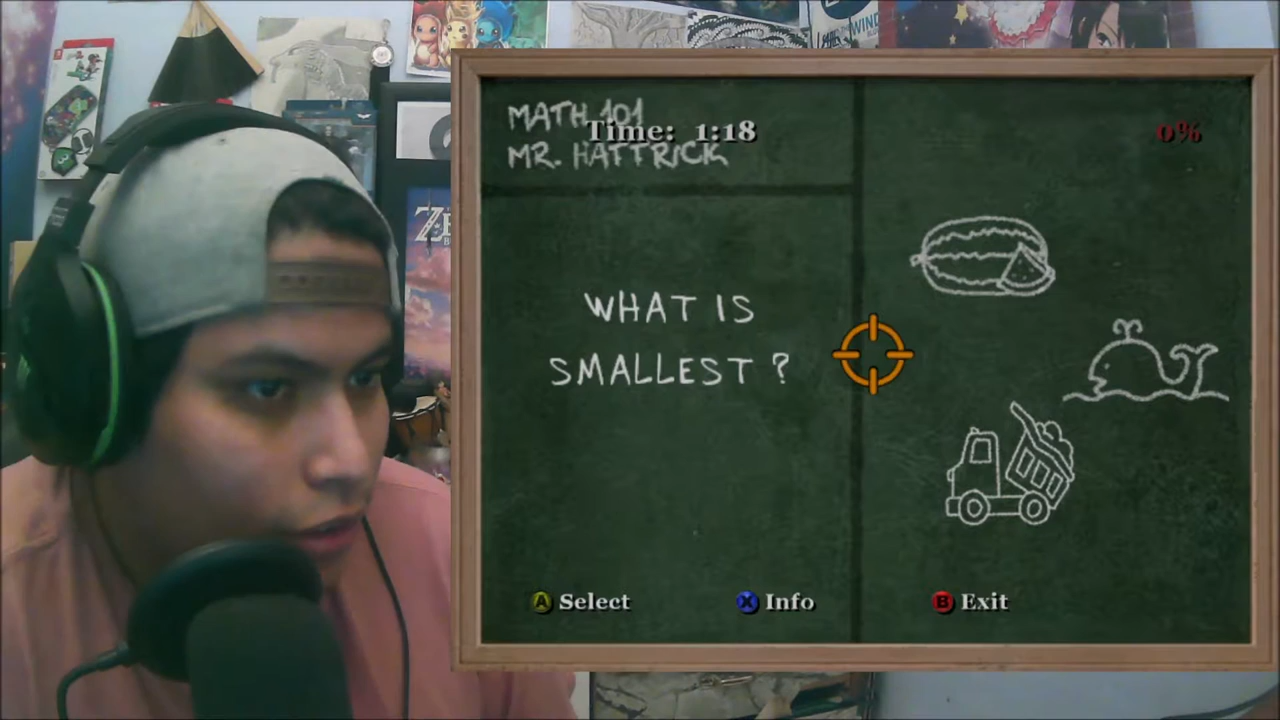 MATH 101
Time: 1:18
MR. HATTRICK
0%
WHAT IS
SMALLEST?
A Select
X Info
B Exit